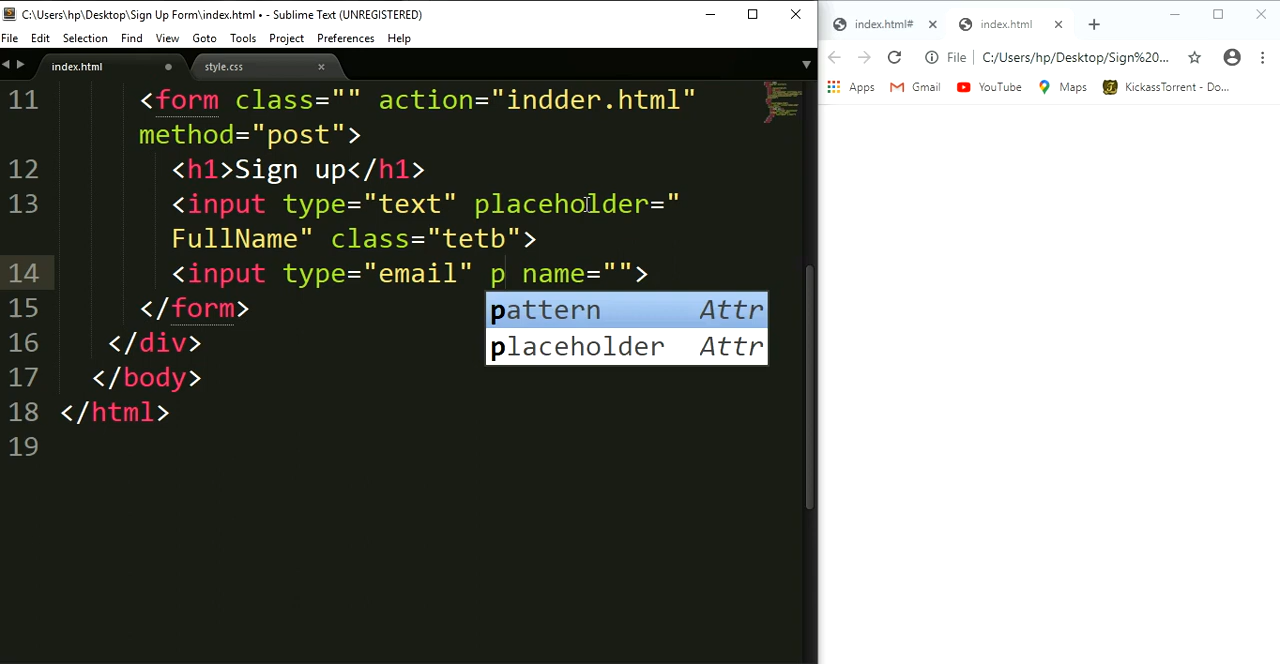 C:\Users\hp\Desktop\Sign Up Form\index.html • - Sublime Text (UNREGISTERED)
File Edit Selection Find View Goto Tools Project Preferences Help
index.html style.css
11 <form class="" action="indder.html"
method="post">
12 <h1>Sign up</h1>
13 <input type="text" placeholder="
FullName" class="tetb">
14 <input type="email" p name="">
pattern Attr
placeholder Attr
15 </form>
16 </div>
17 </body>
18 </html>
19
index.html# index.html
File C:/Users/hp/Desktop/Sign%20...
Apps Gmail YouTube Maps KickassTorrent - Do...